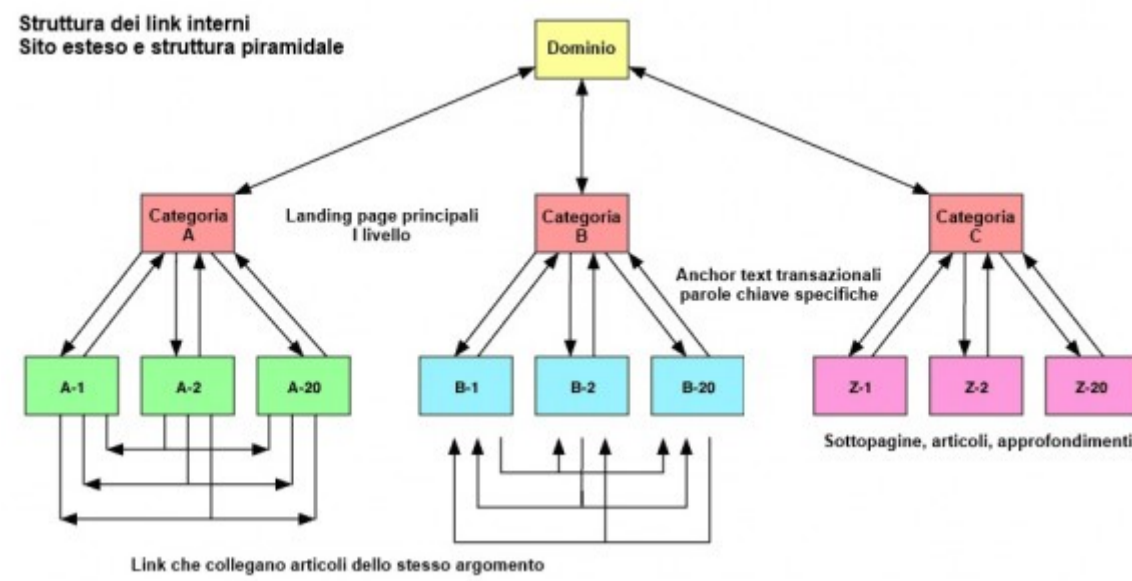 Struttura dei link interni
Sito esteso e struttura piramidale
Dominio
Categoria
A
Landing page principali
I livello
Categoria
B
Categoria
C
Anchor text transazionali
parole chiave specifiche
A-1
A-2
A-20
B-1
B-2
B-20
Z-1
Z-2
Z-20
Sottopagine, articoli, approfondimenti
Link che collegano articoli dello stesso argomento